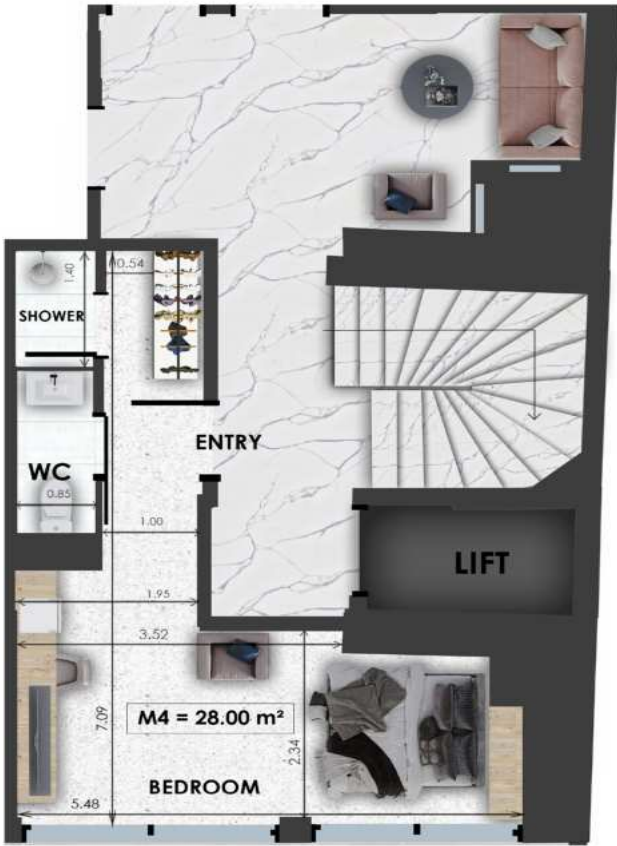 0.54
1.40
SHOWER
ENTRY
WC
0.85
1.00
LIFT
1.95
3.52
7.09
M4 = 28.00 m²
2.34
BEDROOM
5.48